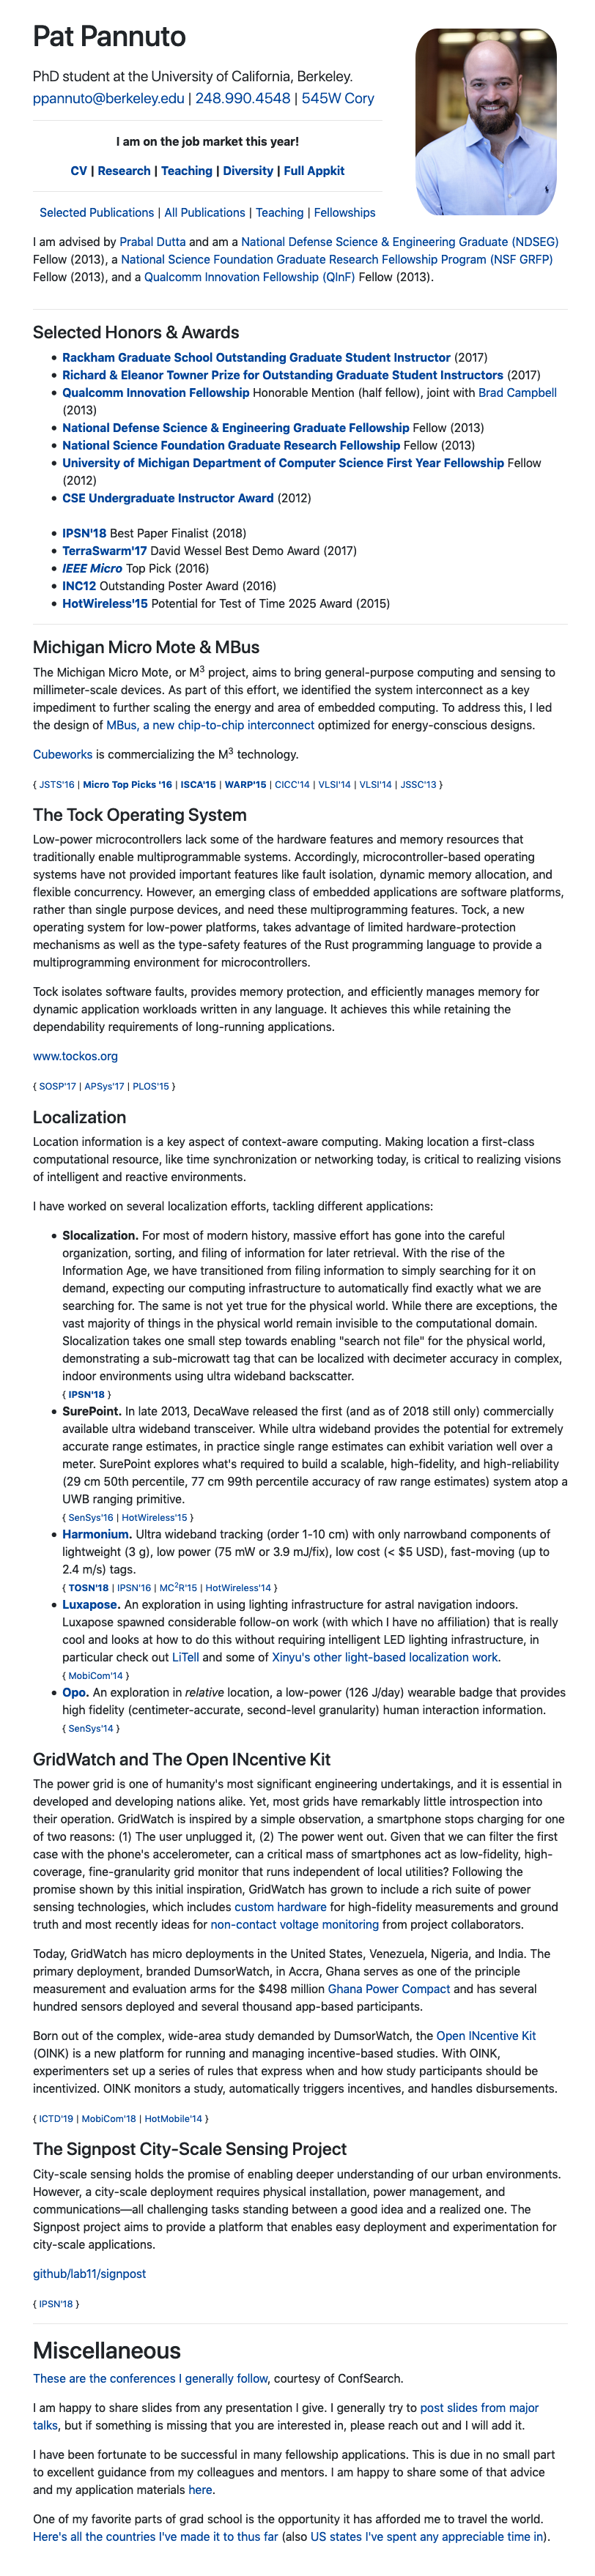 Pat Pannuto
PhD student at the University of California, Berkeley.
ppannuto@berkeley.edu | 248.990.4548 | 545W Cory
I am on the job market this year!
CV | Research | Teaching | Diversity | Full Appkit
Selected Publications | All Publications | Teaching | Fellowships
I am advised by Prabal Dutta and am a National Defense Science & Engineering Graduate (NDSEG)
Fellow (2013), a National Science Foundation Graduate Research Fellowship Program (NSF GRFP)
Fellow (2013), and a Qualcomm Innovation Fellowship (QInF) Fellow (2013).
Selected Honors & Awards
• Rackham Graduate School Outstanding Graduate Student Instructor (2017)
• Richard & Eleanor Towner Prize for Outstanding Graduate Student Instructors (2017)
• Qualcomm Innovation Fellowship Honorable Mention (half fellow), joint with Brad Campbell
(2013)
• National Defense Science & Engineering Graduate Fellowship Fellow (2013)
• National Science Foundation Graduate Research Fellowship Fellow (2013)
• University of Michigan Department of Computer Science First Year Fellowship Fellow
(2012)
• CSE Undergraduate Instructor Award (2012)
• IPSN'18 Best Paper Finalist (2018)
• TerraSwarm'17 David Wessel Best Demo Award (2017)
• IEEE Micro Top Pick (2016)
• INC12 Outstanding Poster Award (2016)
• HotWireless'15 Potential for Test of Time 2025 Award (2015)
Michigan Micro Mote & MBus
The Michigan Micro Mote, or M3 project, aims to bring general-purpose computing and sensing to
millimeter-scale devices. As part of this effort, we identified the system interconnect as a key
impediment to further scaling the energy and area of embedded computing. To address this, I led
the design of MBus, a new chip-to-chip interconnect optimized for energy-conscious designs.
Cubeworks is commercializing the M3 technology.
{ JSTS'16 | Micro Top Picks '16 | ISCA'15 | WARP'15 | CICC'14 | VLSI'14 | VLSI'14 | JSSC'13 }
The Tock Operating System
Low-power microcontrollers lack some of the hardware features and memory resources that
traditionally enable multiprogrammable systems. Accordingly, microcontroller-based operating
systems have not provided important features like fault isolation, dynamic memory allocation, and
flexible concurrency. However, an emerging class of embedded applications are software platforms,
rather than single purpose devices, and need these multiprogramming features. Tock, a new
operating system for low-power platforms, takes advantage of limited hardware-protection
mechanisms as well as the type-safety features of the Rust programming language to provide a
multiprogramming environment for microcontrollers.
Tock isolates software faults, provides memory protection, and efficiently manages memory for
dynamic application workloads written in any language. It achieves this while retaining the
dependability requirements of long-running applications.
www.tockos.org
{ SOSP'17 | APSys'17 | PLOS'15 }
Localization
Location information is a key aspect of context-aware computing. Making location a first-class
computational resource, like time synchronization or networking today, is critical to realizing visions
of intelligent and reactive environments.
I have worked on several localization efforts, tackling different applications:
• Slocalization. For most of modern history, massive effort has gone into the careful
organization, sorting, and filing of information for later retrieval. With the rise of the
Information Age, we have transitioned from filing information to simply searching for it on
demand, expecting our computing infrastructure to automatically find exactly what we are
searching for. The same is not yet true for the physical world. While there are exceptions, the
vast majority of things in the physical world remain invisible to the computational domain.
Slocalization takes one small step towards enabling "search not file" for the physical world,
demonstrating a sub-microwatt tag that can be localized with decimeter accuracy in complex,
indoor environments using ultra wideband backscatter.
{ IPSN'18 }
• SurePoint. In late 2013, DecaWave released the first (and as of 2018 still only) commercially
available ultra wideband transceiver. While ultra wideband provides the potential for extremely
accurate range estimates, in practice single range estimates can exhibit variation well over a
meter. SurePoint explores what's required to build a scalable, high-fidelity, and high-reliability
(29 cm 50th percentile, 77 cm 99th percentile accuracy of raw range estimates) system atop a
UWB ranging primitive.
{ SenSys'16 | HotWireless'15 }
• Harmonium. Ultra wideband tracking (order 1-10 cm) with only narrowband components of
lightweight (3 g), low power (75 mW or 3.9 mJ/fix), low cost (< $5 USD), fast-moving (up to
2.4 m/s) tags.
{ TOSN'18 | IPSN'16 | MC2R'15 | HotWireless'14 }
• Luxapose. An exploration in using lighting infrastructure for astral navigation indoors.
Luxapose spawned considerable follow-on work (with which I have no affiliation) that is really
cool and looks at how to do this without requiring intelligent LED lighting infrastructure, in
particular check out LiTell and some of Xinyu's other light-based localization work.
{ MobiCom'14 }
• Opo. An exploration in relative location, a low-power (126 J/day) wearable badge that provides
high fidelity (centimeter-accurate, second-level granularity) human interaction information.
{ SenSys'14 }
GridWatch and The Open INcentive Kit
The power grid is one of humanity's most significant engineering undertakings, and it is essential in
developed and developing nations alike. Yet, most grids have remarkably little introspection into
their operation. GridWatch is inspired by a simple observation, a smartphone stops charging for one
of two reasons: (1) The user unplugged it, (2) The power went out. Given that we can filter the first
case with the phone's accelerometer, can a critical mass of smartphones act as low-fidelity, high-
coverage, fine-granularity grid monitor that runs independent of local utilities? Following the
promise shown by this initial inspiration, GridWatch has grown to include a rich suite of power
sensing technologies, which includes custom hardware for high-fidelity measurements and ground
truth and most recently ideas for non-contact voltage monitoring from project collaborators.
Today, GridWatch has micro deployments in the United States, Venezuela, Nigeria, and India. The
primary deployment, branded DumsorWatch, in Accra, Ghana serves as one of the principle
measurement and evaluation arms for the $498 million Ghana Power Compact and has several
hundred sensors deployed and several thousand app-based participants.
Born out of the complex, wide-area study demanded by DumsorWatch, the Open INcentive Kit
(OINK) is a new platform for running and managing incentive-based studies. With OINK,
experimenters set up a series of rules that express when and how study participants should be
incentivized. OINK monitors a study, automatically triggers incentives, and handles disbursements.
{ ICTD'19 | MobiCom'18 | HotMobile'14 }
The Signpost City-Scale Sensing Project
City-scale sensing holds the promise of enabling deeper understanding of our urban environments.
However, a city-scale deployment requires physical installation, power management, and
communications—all challenging tasks standing between a good idea and a realized one. The
Signpost project aims to provide a platform that enables easy deployment and experimentation for
city-scale applications.
github/lab11/signpost
{ IPSN'18 }
Miscellaneous
These are the conferences I generally follow, courtesy of ConfSearch.
I am happy to share slides from any presentation I give. I generally try to post slides from major
talks, but if something is missing that you are interested in, please reach out and I will add it.
I have been fortunate to be successful in many fellowship applications. This is due in no small part
to excellent guidance from my colleagues and mentors. I am happy to share some of that advice
and my application materials here.
One of my favorite parts of grad school is the opportunity it has afforded me to travel the world.
Here's all the countries I've made it to thus far (also US states I've spent any appreciable time in).